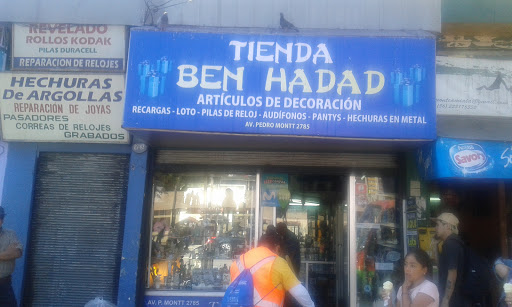 REVELADO
ROLLOS KODAK
PILAS DURACELL
REPARACION DE RELOJES
HECHURAS
De ARGOLLAS
REPARACION DE JOYAS
PASADORES
CORREAS DE RELOJES
GRABADOS
TIENDA
BEN HADAD
ARTÍCULOS DE DECORACIÓN
RECARGAS - LOTO - PILAS DE RELOJ - AUDÍFONOS - PANTYS - HECHURAS EN METAL
AV. PEDRO MONTT 2785
AV. P. MONTT 2785
Savory